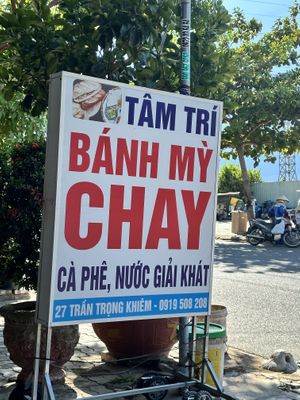 TÂM TRÍ
BÁNH MỲ
CHAY
CÀ PHÊ, NƯỚC GIẢI KHÁT
27 TRẦN TRỌNG KHIÊM - 0919 508 208